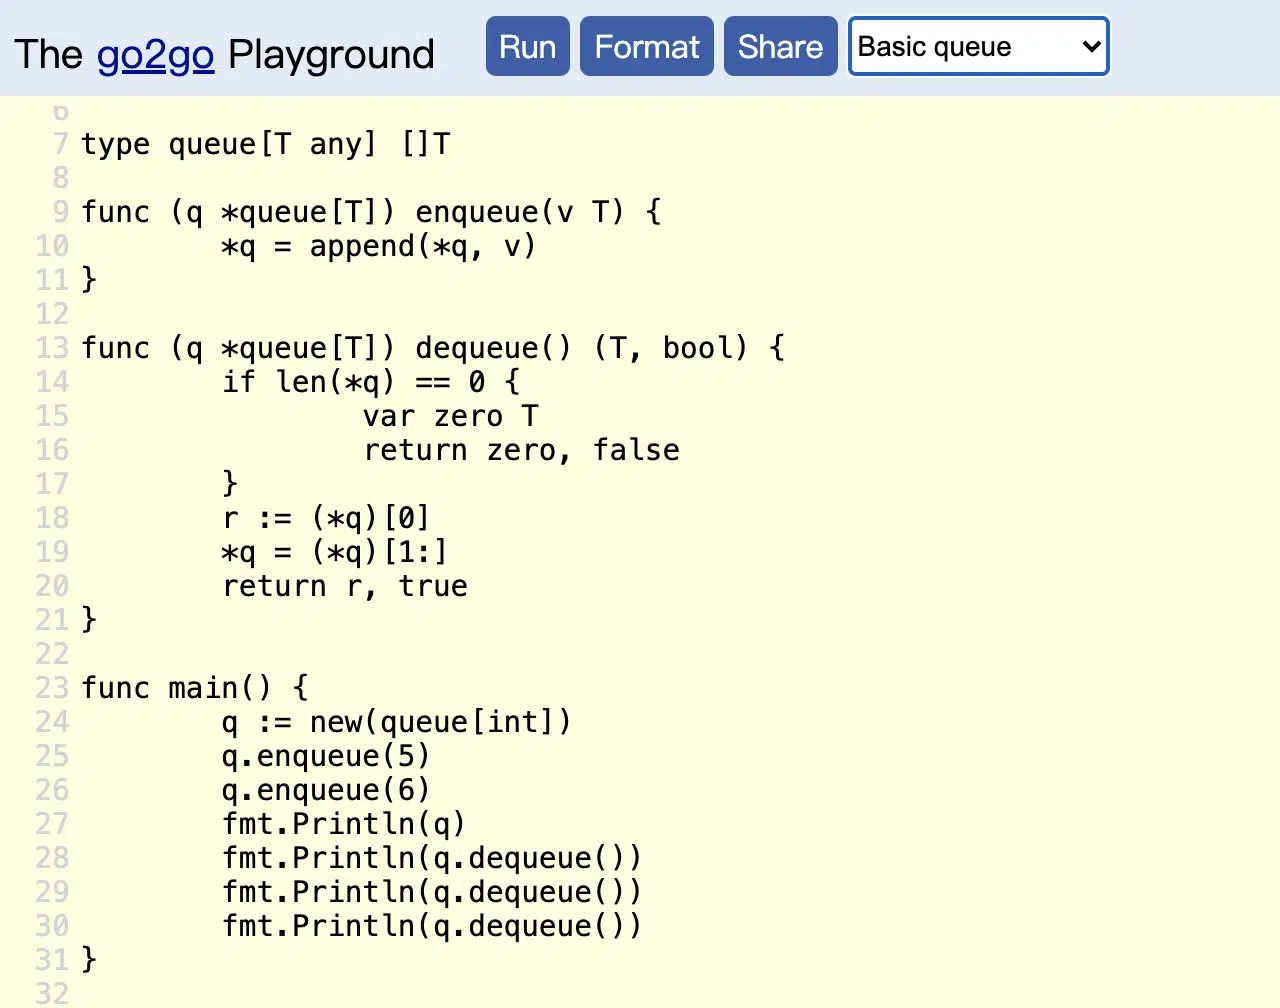 The go2go Playground Run Format Share Basic queue
6
7 type queue[T any] []T
8
9 func (q *queue[T]) enqueue(v T) {
10         *q = append(*q, v)
11 }
12
13 func (q *queue[T]) dequeue() (T, bool) {
14         if len(*q) == 0 {
15                 var zero T
16                 return zero, false
17         }
18         r := (*q)[0]
19         *q = (*q)[1:]
20         return r, true
21 }
22
23 func main() {
24         q := new(queue[int])
25         q.enqueue(5)
26         q.enqueue(6)
27         fmt.Println(q)
28         fmt.Println(q.dequeue())
29         fmt.Println(q.dequeue())
30         fmt.Println(q.dequeue())
31 }
32